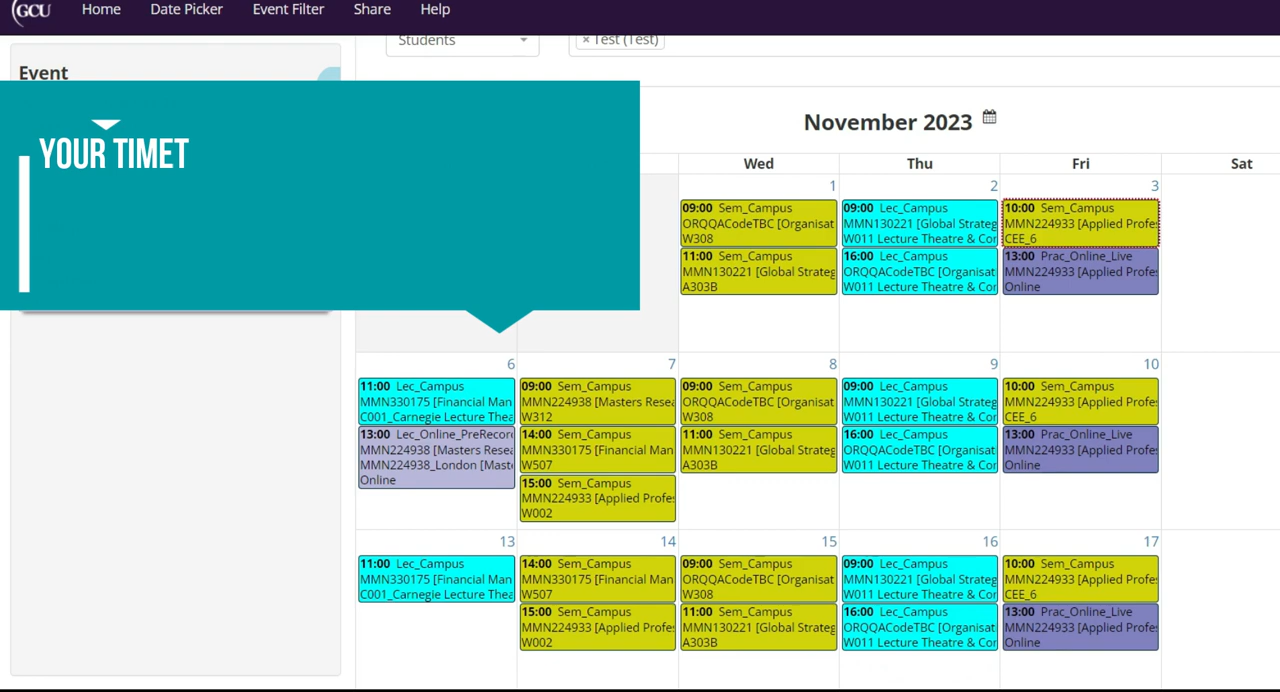 GCU
Home Date Picker Event Filter Share Help
Students
× Test (Test)
Event
YOUR TIMET
November 2023
Wed Thu Fri Sat
1 2 3
09:00 Sem_Campus
ORQQACodeTBC [Organisat
W308
11:00 Sem_Campus
MMN130221 [Global Strateg
A303B
09:00 Lec_Campus
MMN130221 [Global Strateg
W011 Lecture Theatre & Cor
16:00 Lec_Campus
ORQQACodeTBC [Organisat
W011 Lecture Theatre & Cor
10:00 Sem_Campus
MMN224933 [Applied Profes
CEE_6
13:00 Prac_Online_Live
MMN224933 [Applied Profes
Online
6 7 8 9 10
11:00 Lec_Campus
MMN330175 [Financial Man
C001_Carnegie Lecture Thea
13:00 Lec_Online_PreRecor
MMN224938 [Masters Resea
MMN224938_London [Maste
Online
09:00 Sem_Campus
MMN224938 [Masters Resea
W312
14:00 Sem_Campus
MMN330175 [Financial Man
W507
15:00 Sem_Campus
MMN224933 [Applied Profes
W002
09:00 Sem_Campus
ORQQACodeTBC [Organisat
W308
11:00 Sem_Campus
MMN130221 [Global Strateg
A303B
09:00 Lec_Campus
MMN130221 [Global Strateg
W011 Lecture Theatre & Cor
16:00 Lec_Campus
ORQQACodeTBC [Organisat
W011 Lecture Theatre & Cor
10:00 Sem_Campus
MMN224933 [Applied Profes
CEE_6
13:00 Prac_Online_Live
MMN224933 [Applied Profes
Online
13 14 15 16 17
11:00 Lec_Campus
MMN330175 [Financial Man
C001_Carnegie Lecture Thea
14:00 Sem_Campus
MMN330175 [Financial Man
W507
15:00 Sem_Campus
MMN224933 [Applied Profes
W002
09:00 Sem_Campus
ORQQACodeTBC [Organisat
W308
11:00 Sem_Campus
MMN130221 [Global Strateg
A303B
09:00 Lec_Campus
MMN130221 [Global Strateg
W011 Lecture Theatre & Cor
16:00 Lec_Campus
ORQQACodeTBC [Organisat
W011 Lecture Theatre & Cor
10:00 Sem_Campus
MMN224933 [Applied Profes
CEE_6
13:00 Prac_Online_Live
MMN224933 [Applied Profes
Online